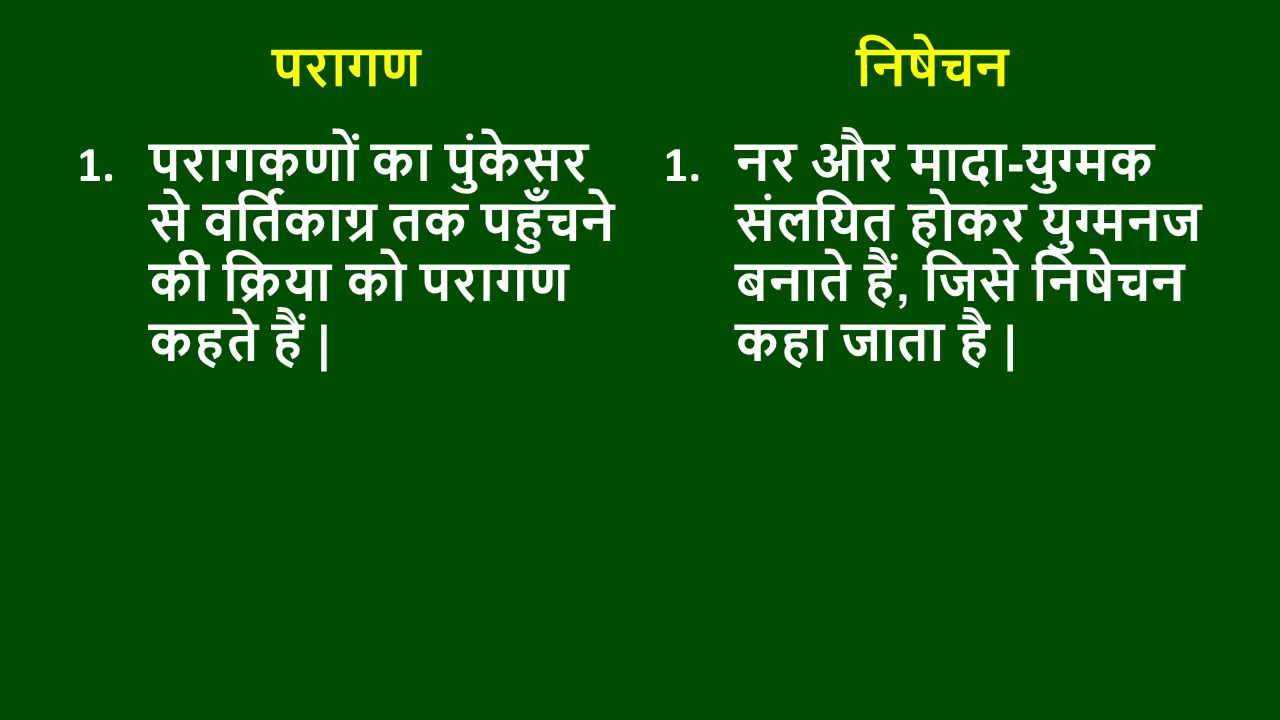 परागण
निषेचन
1. परागकणों का पुंकेसर
से वर्तिकाग्र तक पहुँचने
की क्रिया को परागण
कहते हैं |
1. नर और मादा-युग्मक
संलयित होकर युग्मनज
बनाते हैं, जिसे निषेचन
कहा जाता है |